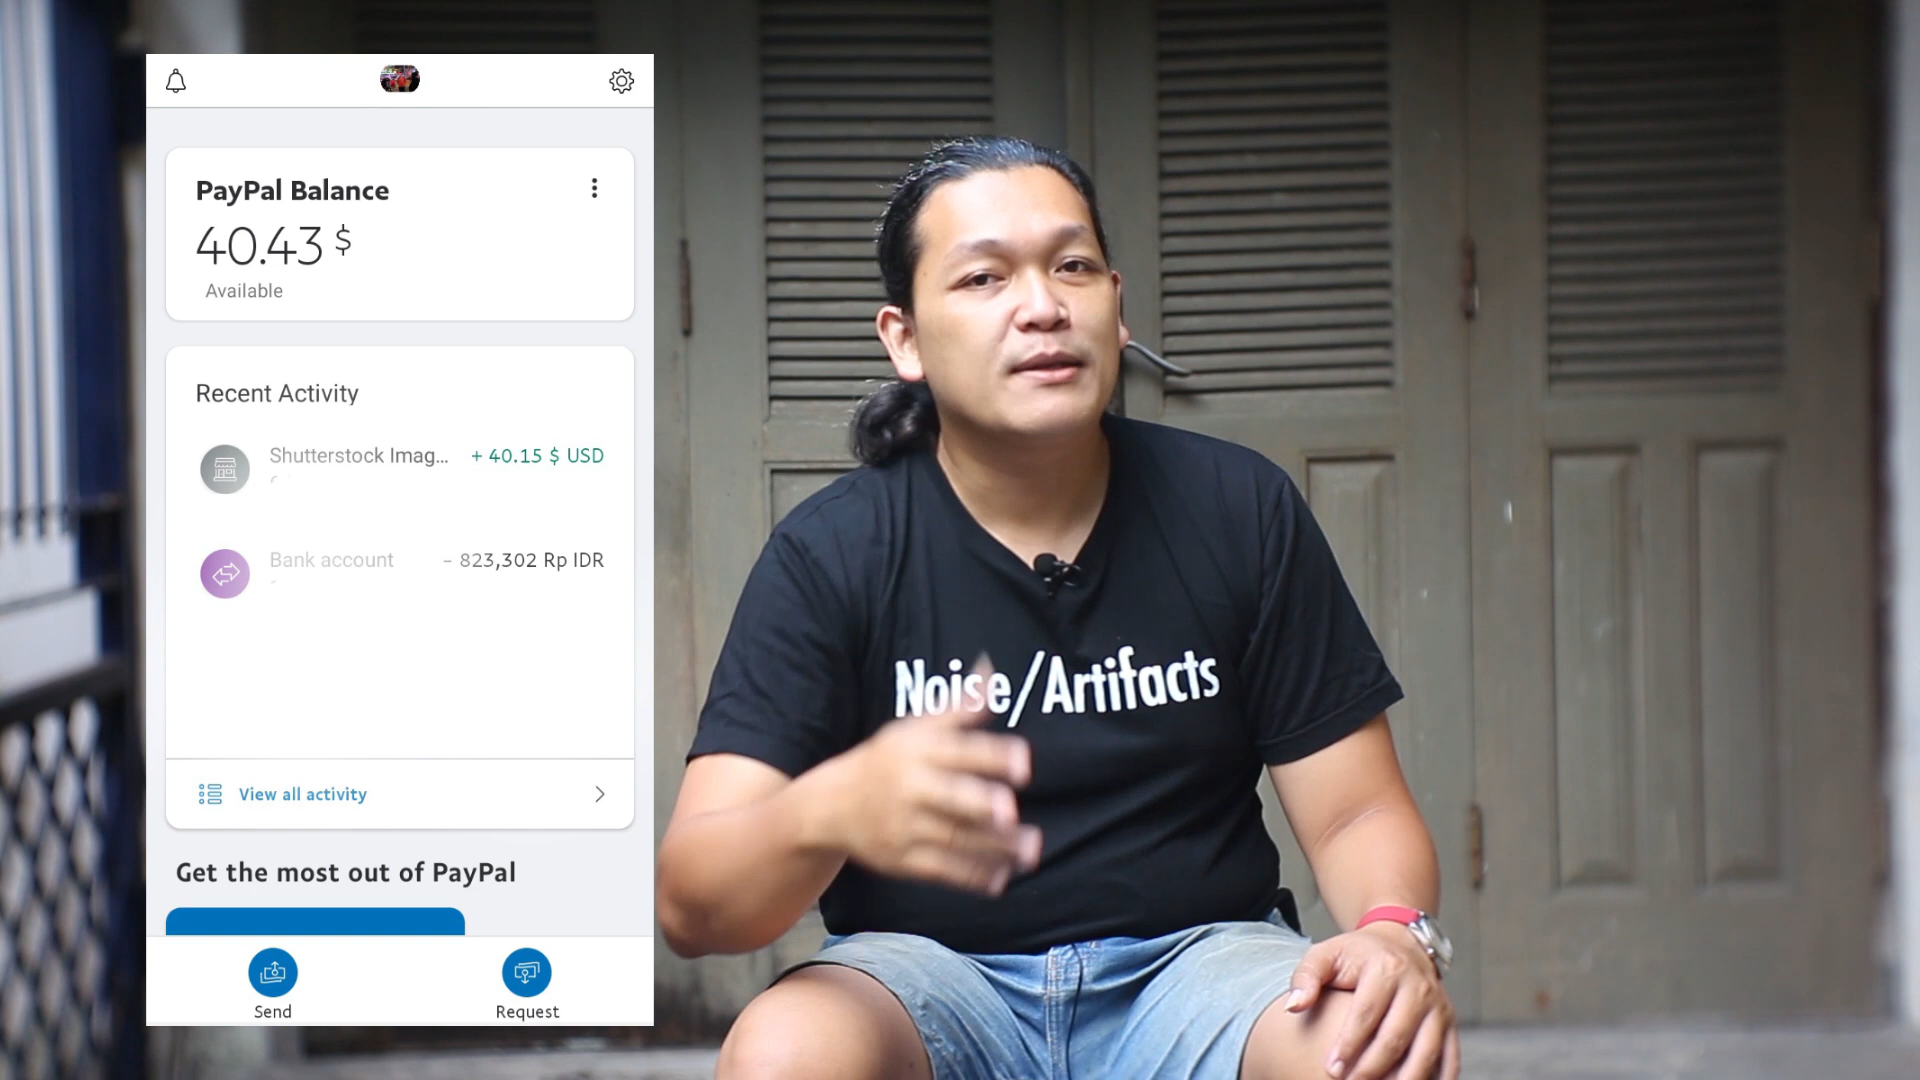 PayPal Balance
40.43 $
Available
Recent Activity
Shutterstock Imag... + 40.15 $ USD
Bank account - 823,302 Rp IDR
View all activity
Get the most out of PayPal
Send Request
Noise/Artifacts